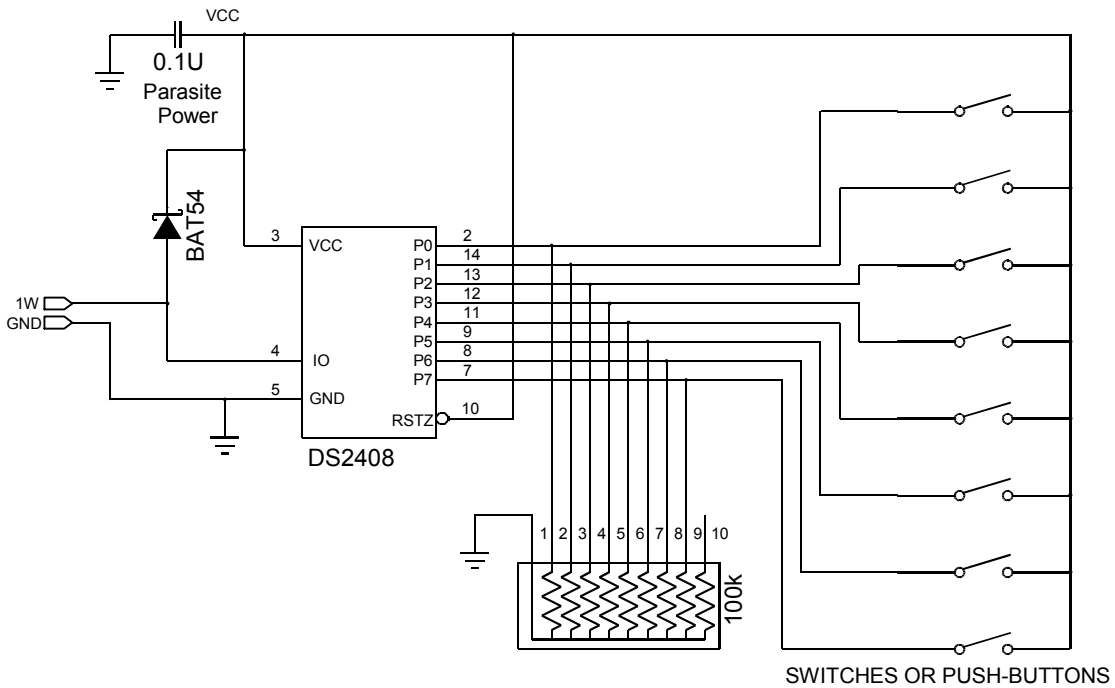 VCC
0.1U
Parasite
Power
BAT54
3 VCC P0 2
P1 14
P2 13
1W P3 12
GND P4 11
P5 9
4 IO P6 8
P7 7
5 GND
RSTZ 10
DS2408
1 2 3 4 5 6 7 8 9 10
100k
SWITCHES OR PUSH-BUTTONS